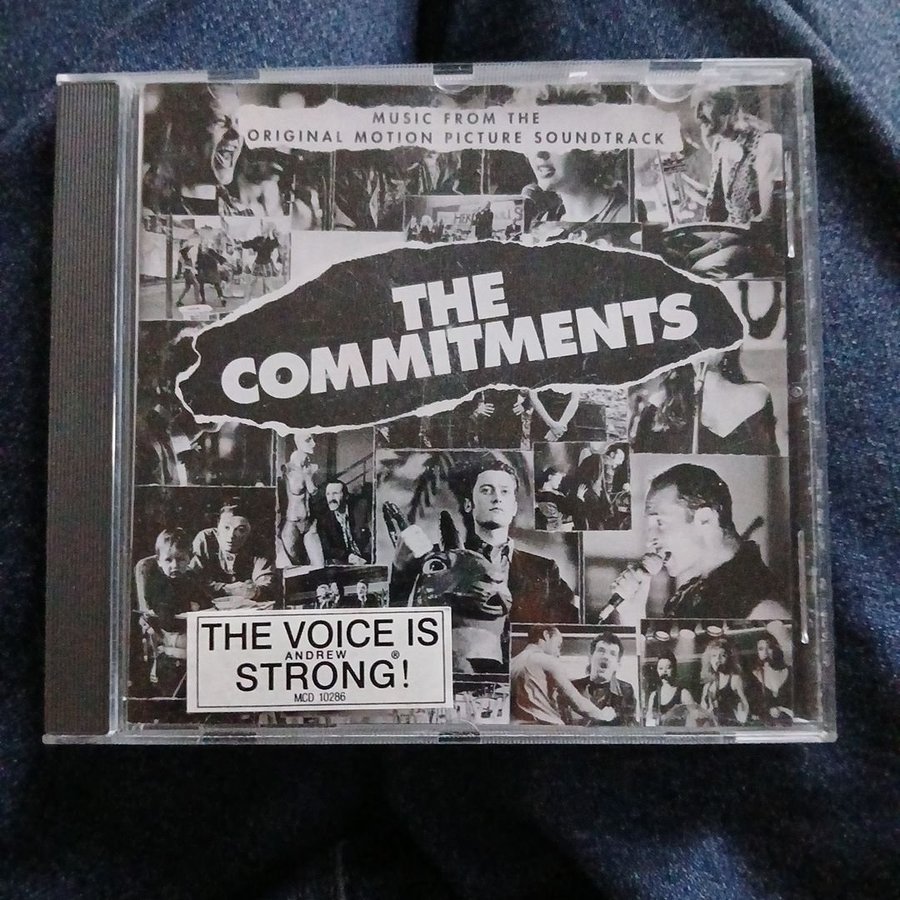 MUSIC FROM THE
ORIGINAL MOTION PICTURE SOUNDTRACK
THE
COMMITMENTS
THE VOICE IS
ANDREW ®
STRONG!
MCD 10286